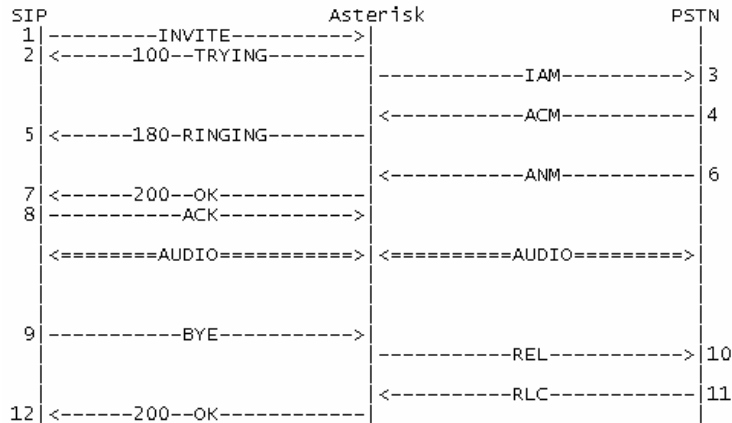 SIP Asterisk PSTN
1|---------INVITE--------->|
2|<------100--TRYING-------|
|------------IAM---------->|3
|<-----------ACM-----------|4
5|<------180-RINGING-------|
|<-----------ANM-----------|6
7|<------200--OK-----------|
8|-----------ACK---------->|
|<========AUDIO==========>|<==========AUDIO=========>|
9|-----------BYE---------->|
|-----------REL----------->|10
|<----------RLC------------|11
12|<------200--OK-----------|